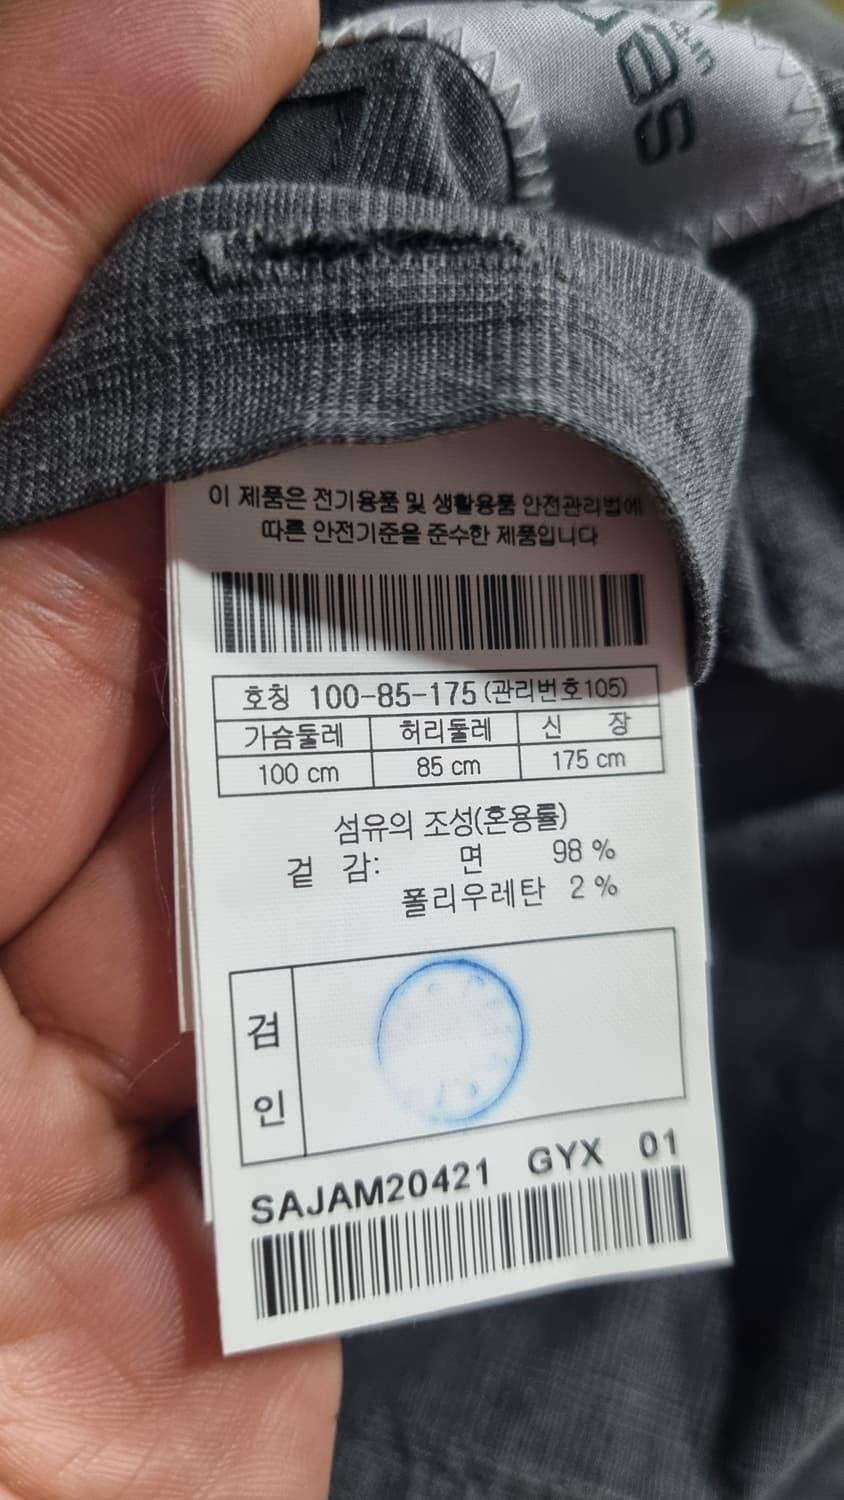 이 제품은 전기용품 및 생활용품 안전관리법에
따른 안전기준을 준수한 제품입니다
호칭 100-85-175 (관리번호105)
가슴둘레 허리둘레 신 장
100 cm 85 cm 175 cm
섬유의 조성(혼용률)
겉 감: 면 98 %
폴리우레탄 2 %
검
인
SAJAM20421 GYX 01